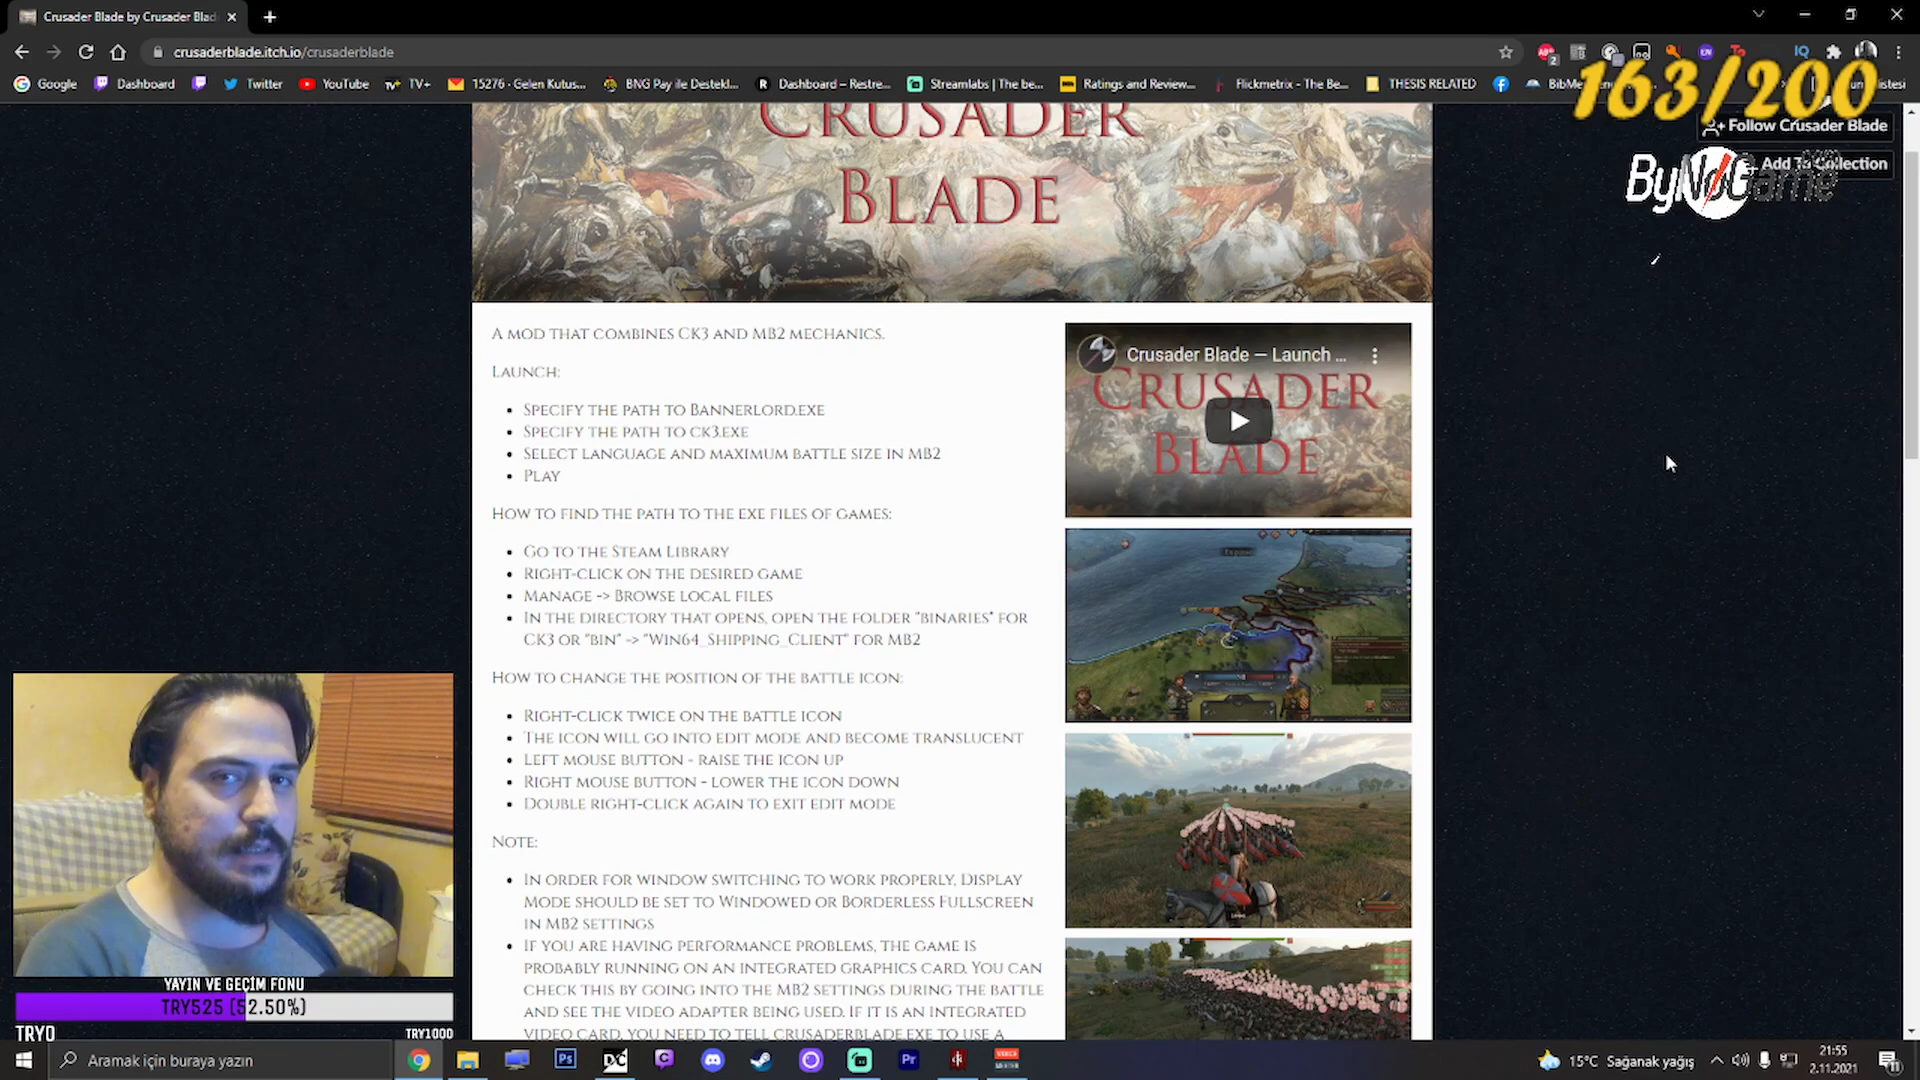 Crusader Blade by Crusader Blad
crusaderblade.itch.io/crusaderblade
Google
Dashboard
Twitter
YouTube
TV+
15276 - Gelen Kutus...
BNG Pay ile Destekl...
Dashboard – Restre...
Streamlabs | The be...
Ratings and Review...
Flickmetrix – The Be...
THESIS RELATED
163/200
Follow Crusader Blade
Add To Collection
ByNoGame
CRUSADER
BLADE
A MOD THAT COMBINES CK3 AND MB2 MECHANICS.
LAUNCH:
SPECIFY THE PATH TO BANNERLORD.EXE
SPECIFY THE PATH TO CK3.EXE
SELECT LANGUAGE AND MAXIMUM BATTLE SIZE IN MB2
PLAY
HOW TO FIND THE PATH TO THE EXE FILES OF GAMES:
GO TO THE STEAM LIBRARY
RIGHT-CLICK ON THE DESIRED GAME
MANAGE -> BROWSE LOCAL FILES
IN THE DIRECTORY THAT OPENS, OPEN THE FOLDER "BINARIES" FOR
CK3 OR "BIN" -> "WIN64_SHIPPING_CLIENT" FOR MB2
HOW TO CHANGE THE POSITION OF THE BATTLE ICON:
RIGHT-CLICK TWICE ON THE BATTLE ICON
THE ICON WILL GO INTO EDIT MODE AND BECOME TRANSLUCENT
LEFT MOUSE BUTTON - RAISE THE ICON UP
RIGHT MOUSE BUTTON - LOWER THE ICON DOWN
DOUBLE RIGHT-CLICK AGAIN TO EXIT EDIT MODE
NOTE:
IN ORDER FOR WINDOW SWITCHING TO WORK PROPERLY, DISPLAY
MODE SHOULD BE SET TO WINDOWED OR BORDERLESS FULLSCREEN
IN MB2 SETTINGS
IF YOU ARE HAVING PERFORMANCE PROBLEMS, THE GAME IS
PROBABLY RUNNING ON AN INTEGRATED GRAPHICS CARD. YOU CAN
CHECK THIS BY GOING INTO THE MB2 SETTINGS DURING THE BATTLE
AND SEE THE VIDEO ADAPTER BEING USED. IF IT IS AN INTEGRATED
VIDEO CARD, YOU NEED TO TELL CRUSADERBLADE.EXE TO USE A
Crusader Blade — Launch ...
CRUSADER
BLADE
YAYIN VE GEÇİM FONU
TRY525 (52.50%)
TRY0
TRY1000
Aramak için buraya yazın
15°C Sağanak yağış
21:55
2.11.2021